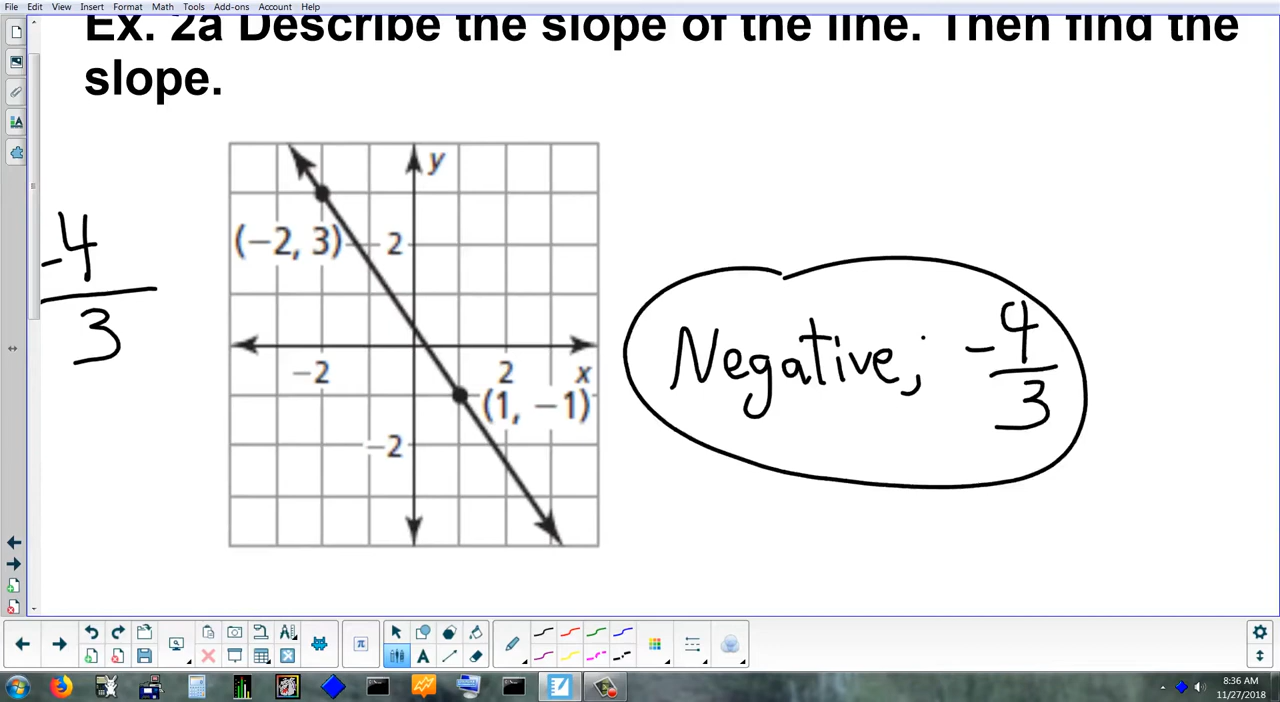 File Edit View Insert Format Math Tools Add-ons Account Help
Ex. 2a Describe the slope of the line. Then find the
slope.
-4
3
y
(−2, 3)
2
−2
2
x
(1, −1)
−2
Negative; -4
3
π
A
8:36 AM
11/27/2018